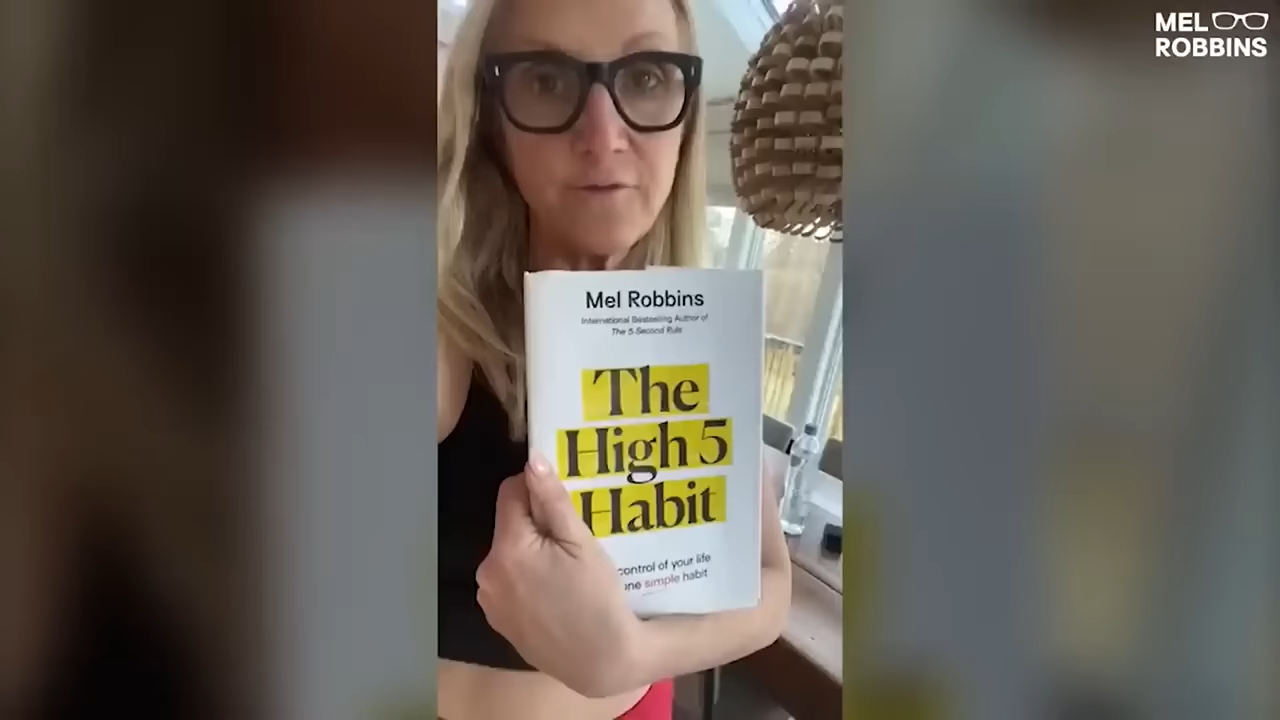 MEL
ROBBINS
Mel Robbins
International Bestselling Author of
The 5 Second Rule
The
High 5
Habit
control of your life
one simple habit